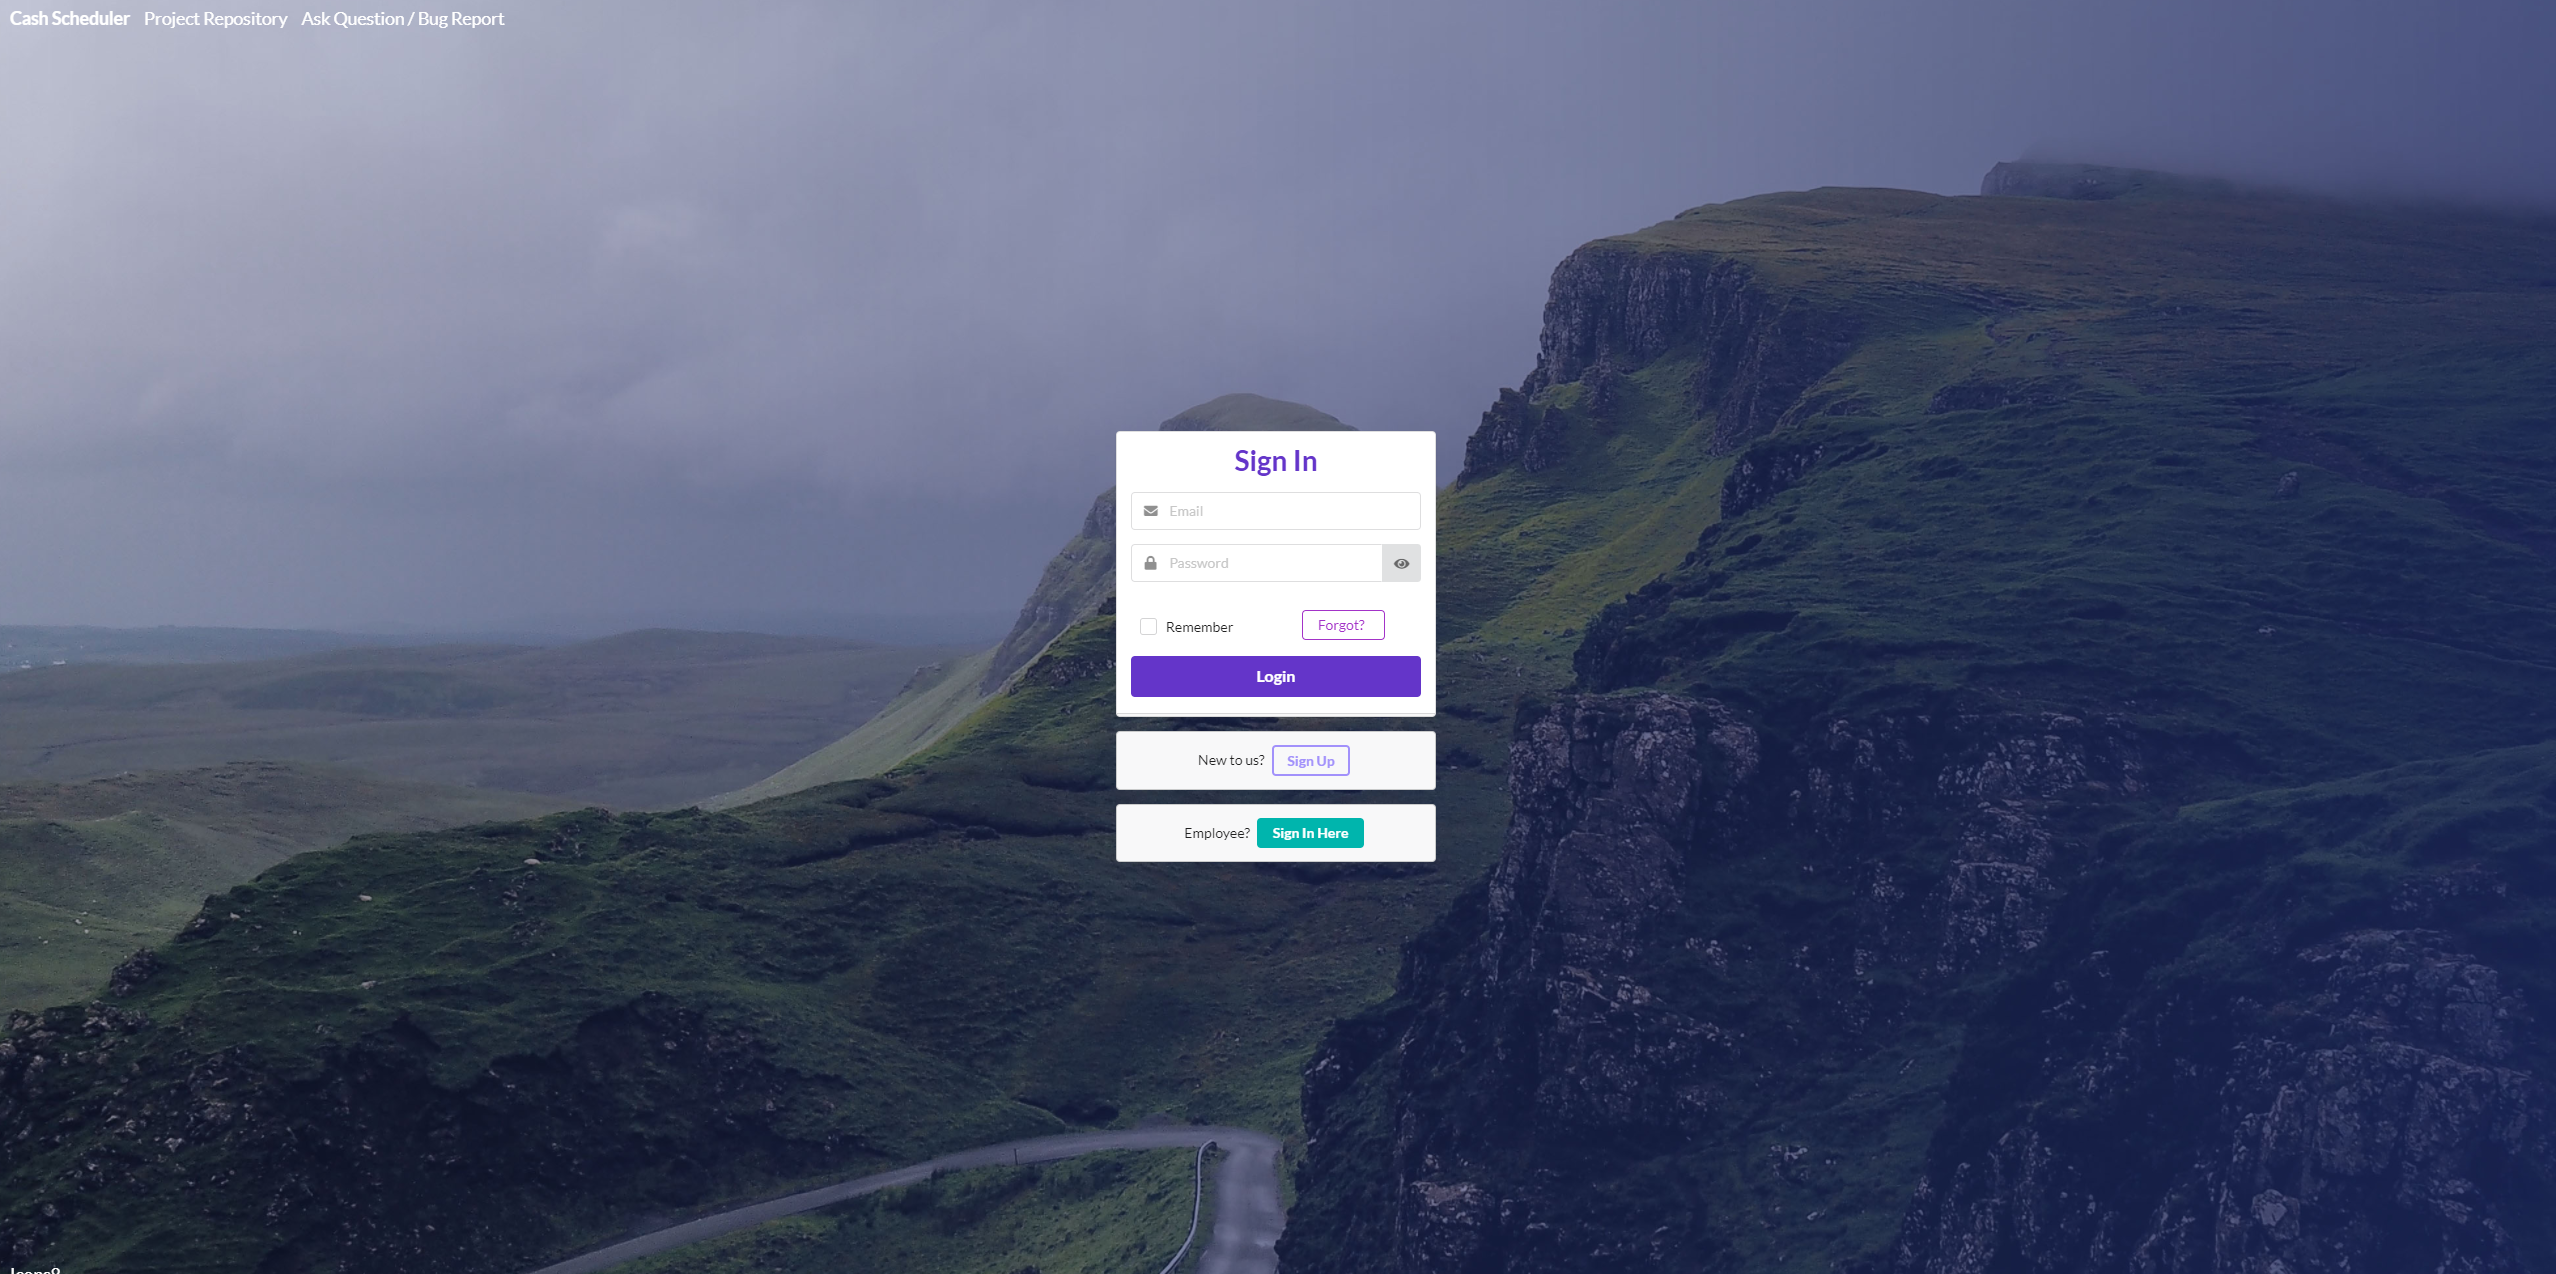 Cash Scheduler Project Repository Ask Question / Bug Report
Sign In
Email
Password
Remember Forgot?
Login
New to us? Sign Up
Employee? Sign In Here
Icons8